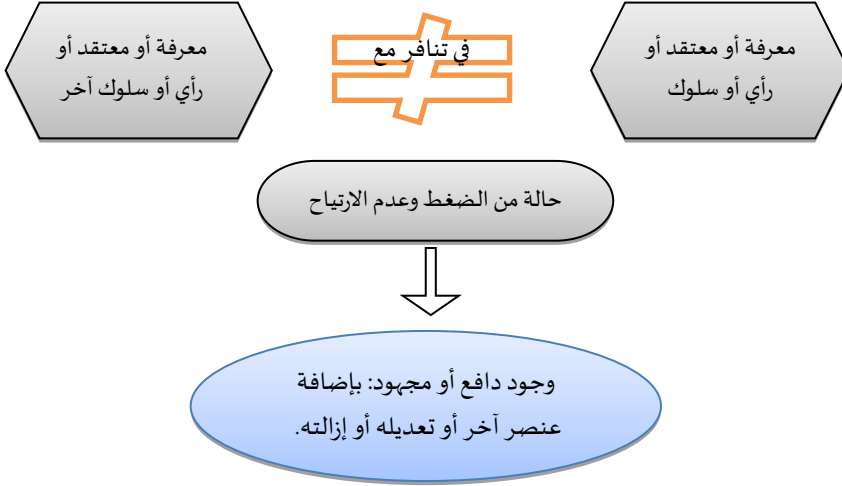 معرفة أو معتقد أو
رأي أو سلوك
في تنافر مع
معرفة أو معتقد أو
رأي أو سلوك آخر
حالة من الضغط وعدم الارتياح
وجود دافع أو مجهود: بإضافة
عنصر آخر أو تعديله أو إزالته.